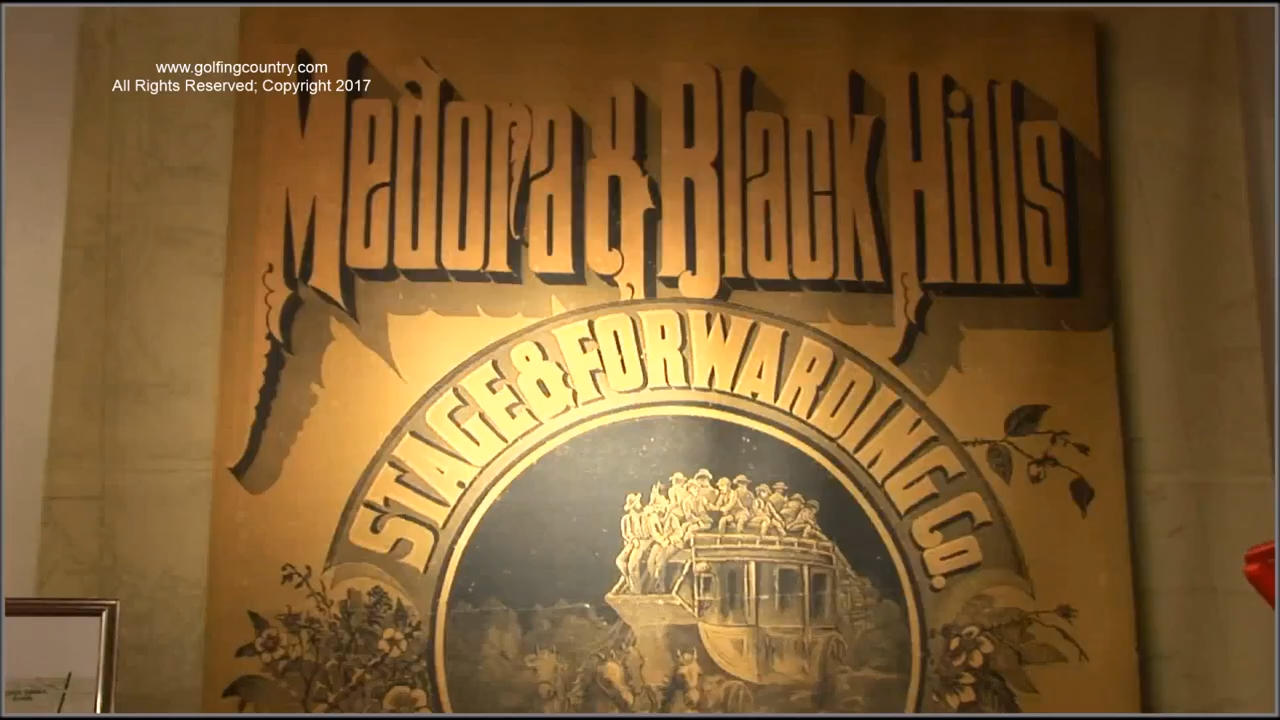 www.golfingcountry.com
All Rights Reserved; Copyright 2017
Medora & Black Hills
STAGE & FORWARDING Co.